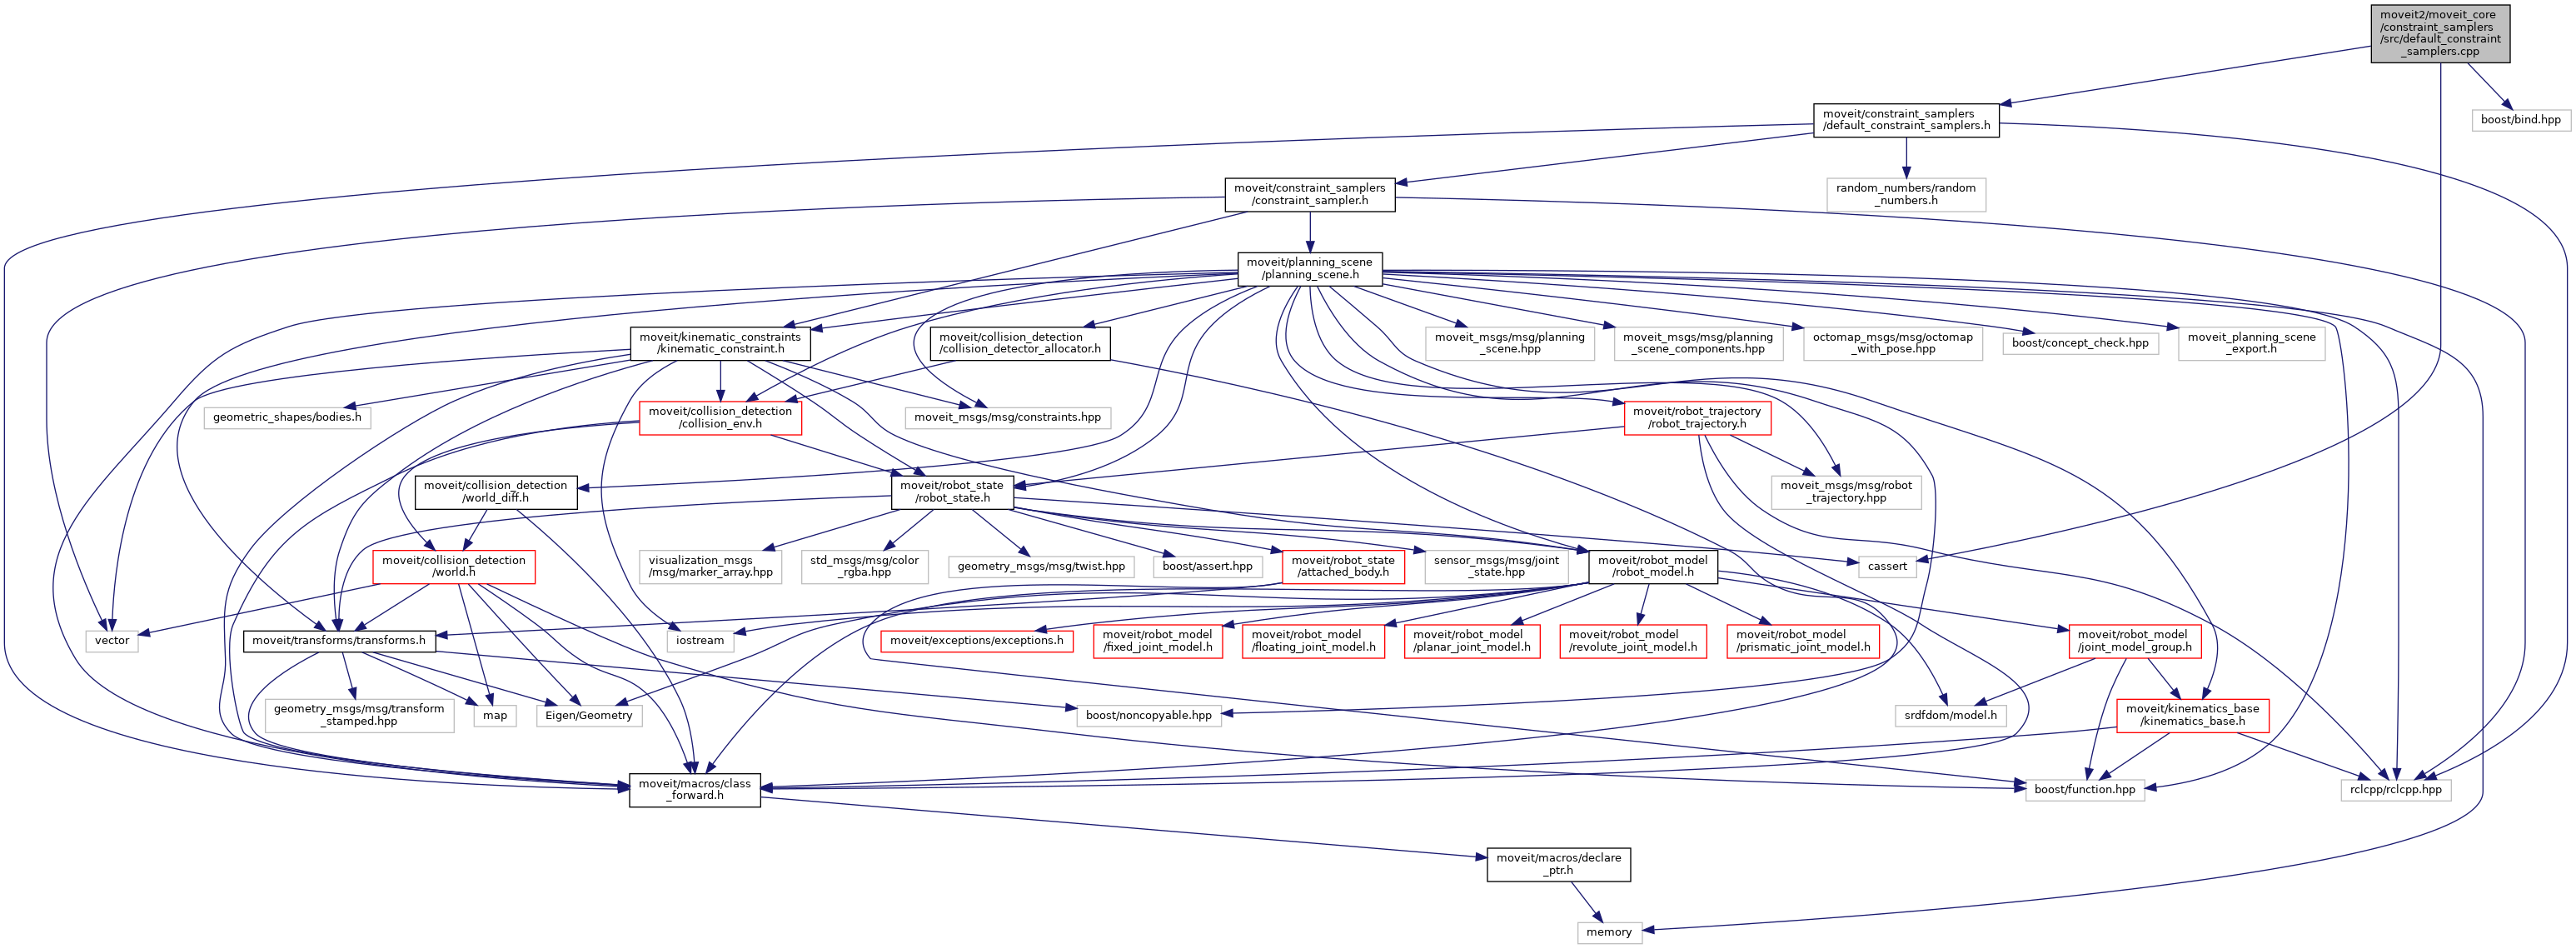 moveit2/moveit_core
/constraint_samplers
/src/default_constraint
_samplers.cpp
moveit/constraint_samplers
/default_constraint_samplers.h
boost/bind.hpp
moveit/constraint_samplers
/constraint_sampler.h
random_numbers/random
_numbers.h
moveit/planning_scene
/planning_scene.h
moveit/kinematic_constraints
/kinematic_constraint.h
moveit/collision_detection
/collision_detector_allocator.h
moveit_msgs/msg/planning
_scene.hpp
moveit_msgs/msg/planning
_scene_components.hpp
octomap_msgs/msg/octomap
_with_pose.hpp
boost/concept_check.hpp
moveit_planning_scene
_export.h
geometric_shapes/bodies.h
moveit/collision_detection
/collision_env.h
moveit_msgs/msg/constraints.hpp
moveit/robot_trajectory
/robot_trajectory.h
moveit/collision_detection
/world_diff.h
moveit/robot_state
/robot_state.h
moveit_msgs/msg/robot
_trajectory.hpp
moveit/collision_detection
/world.h
visualization_msgs
/msg/marker_array.hpp
std_msgs/msg/color
_rgba.hpp
geometry_msgs/msg/twist.hpp
boost/assert.hpp
moveit/robot_state
/attached_body.h
sensor_msgs/msg/joint
_state.hpp
moveit/robot_model
/robot_model.h
cassert
vector
moveit/transforms/transforms.h
iostream
moveit/exceptions/exceptions.h
moveit/robot_model
/fixed_joint_model.h
moveit/robot_model
/floating_joint_model.h
moveit/robot_model
/planar_joint_model.h
moveit/robot_model
/revolute_joint_model.h
moveit/robot_model
/prismatic_joint_model.h
moveit/robot_model
/joint_model_group.h
geometry_msgs/msg/transform
_stamped.hpp
map
Eigen/Geometry
boost/noncopyable.hpp
srdfdom/model.h
moveit/kinematics_base
/kinematics_base.h
moveit/macros/class
_forward.h
boost/function.hpp
rclcpp/rclcpp.hpp
moveit/macros/declare
_ptr.h
memory